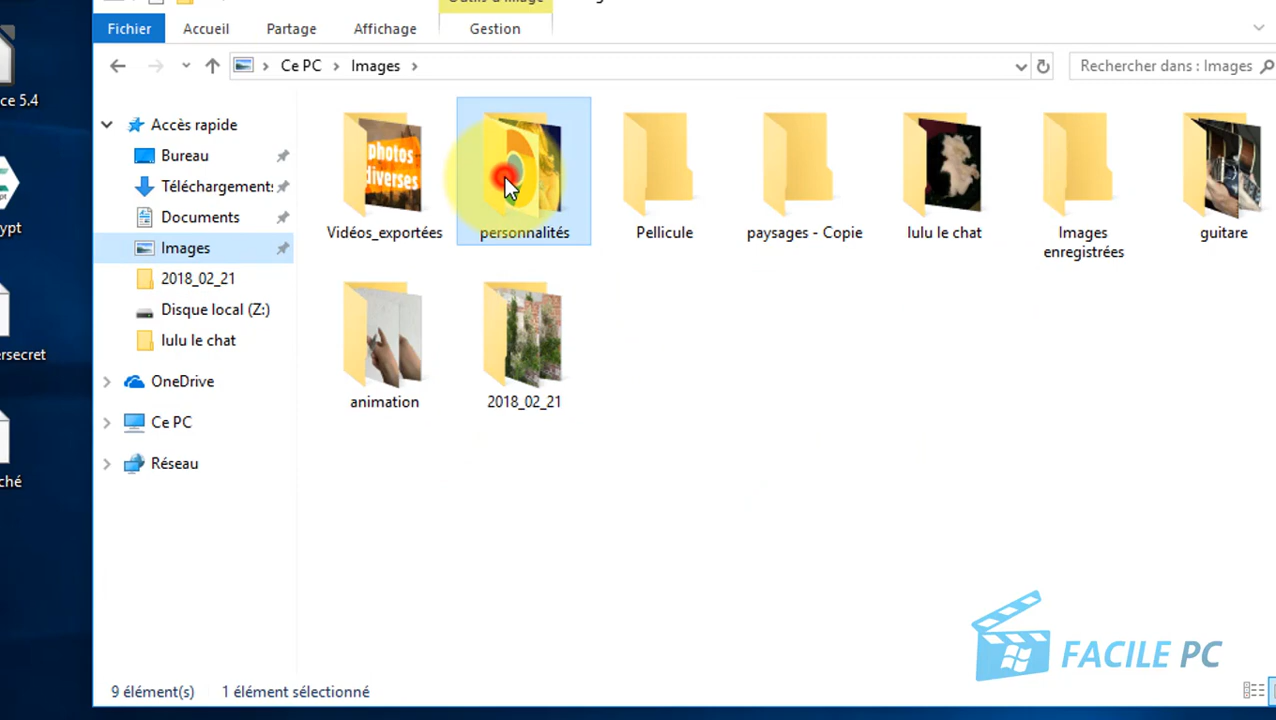 Fichier Accueil Partage Affichage Gestion
Ce PC Images
Rechercher dans : Images
Accès rapide
Bureau
Téléchargements
Documents
Images
2018_02_21
Disque local (Z:)
lulu le chat
OneDrive
Ce PC
Réseau
photos
diverses
Vidéos_exportées
personnalités
Pellicule
paysages - Copie
lulu le chat
Images
enregistrées
guitare
animation
2018_02_21
ce 5.4
ypt
ersecret
ché
FACILE PC
9 élément(s) 1 élément sélectionné